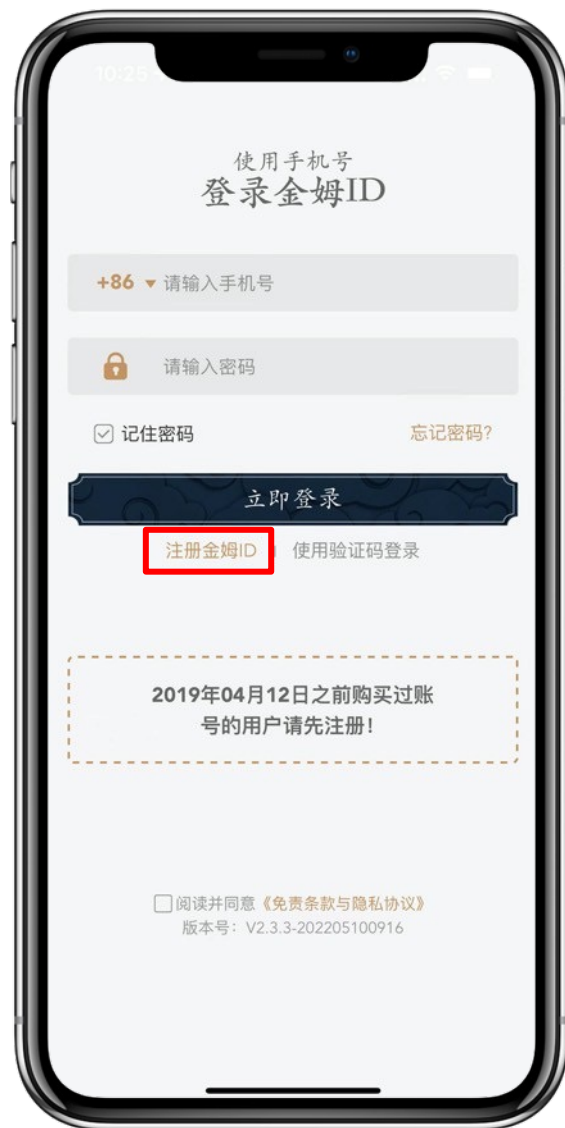 10:25
使用手机号
登录金姆ID
+86 ▼ 请输入手机号
请输入密码
记住密码 忘记密码?
立即登录
注册金姆ID 使用验证码登录
2019年04月12日之前购买过账
号的用户请先注册！
阅读并同意《免责条款与隐私协议》
版本号：V2.3.3-202205100916